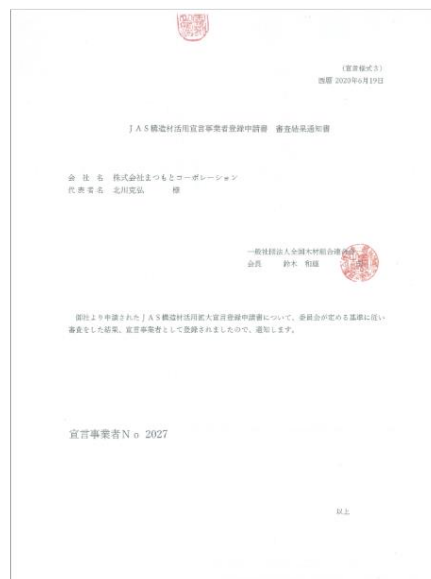 (宣言様式3)
西暦 2020年6月19日
JAS構造材活用宣言事業者登録申請書 審査結果通知書
会 社 名 株式会社まつもとコーポレーション
代表者名 北川 様
一般社団法人全国木材組合連合会
会長 鈴木 和雄
御社より申請されたJAS構造材活用拡大宣言登録申請書について、委員会が定める基準に従い
審査をした結果、宣言事業者として登録されましたので、通知します。
宣言事業者No 2027
以上